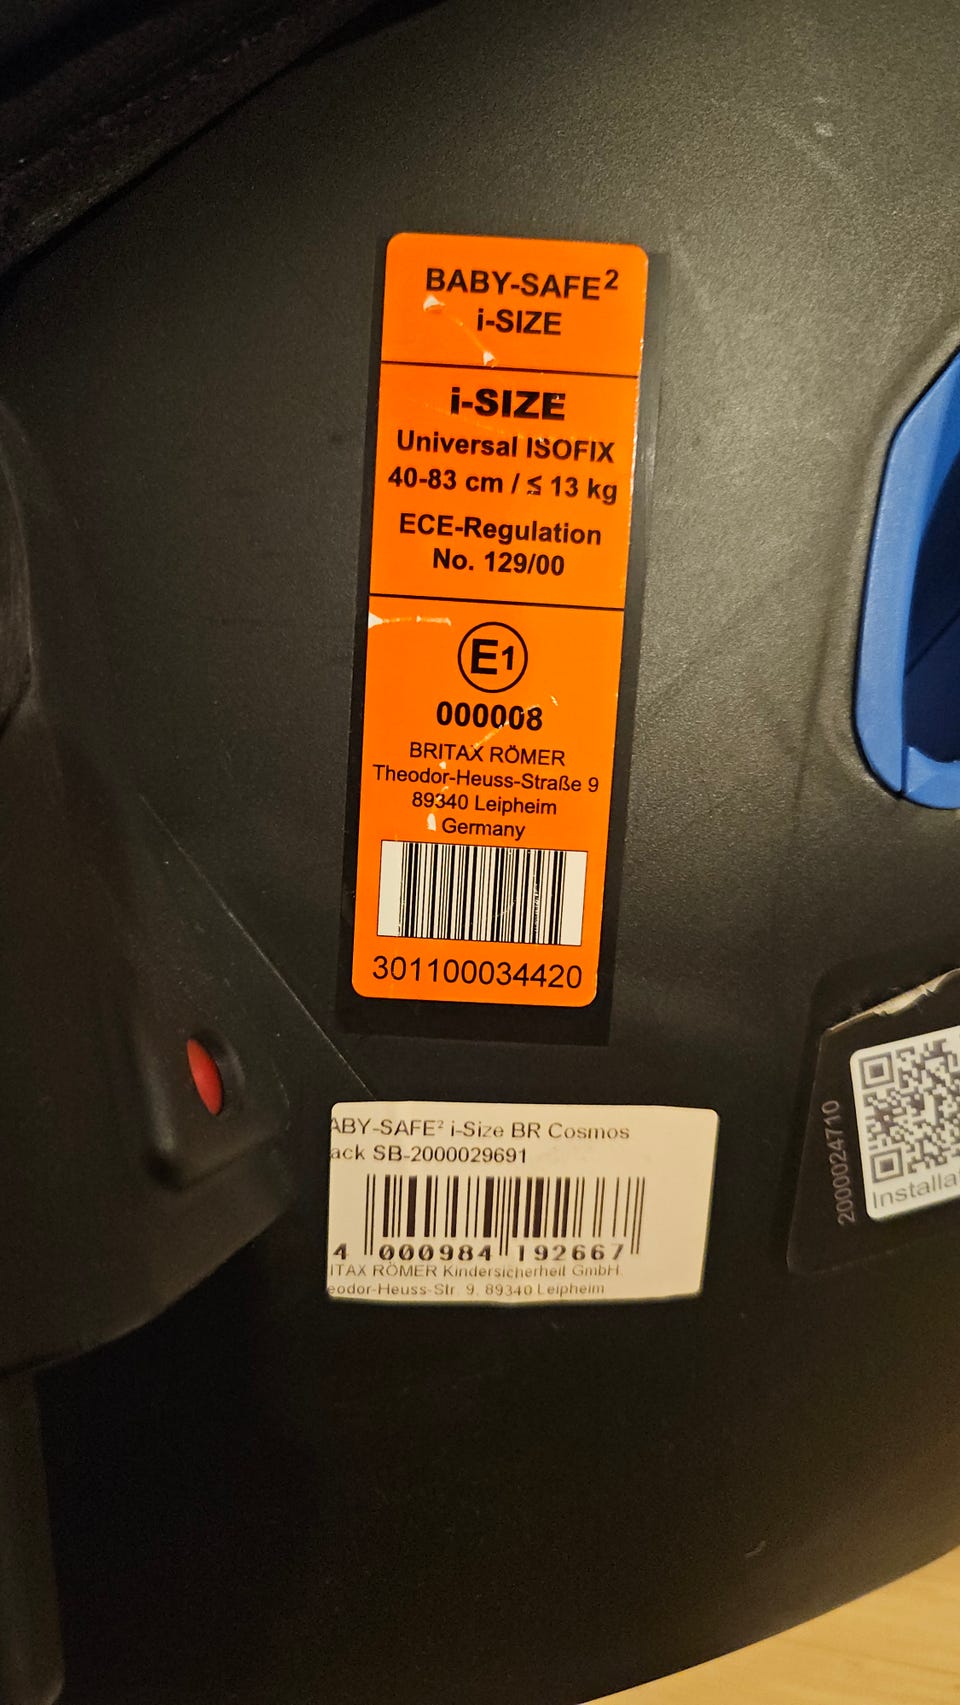 BABY-SAFE²
i-SIZE
i-SIZE
Universal ISOFIX
40-83 cm / ≤ 13 kg
ECE-Regulation
No. 129/00
E1
000008
BRITAX RÖMER
Theodor-Heuss-Straße 9
89340 Leipheim
Germany
301100034420
ABY-SAFE² i-Size BR Cosmos
ack SB-2000029691
4 000984 192667
ITAX RÖMER Kindersicherheit GmbH.
eodor-Heuss-Str. 9, 89340 Leipheim
2000024710
Installa